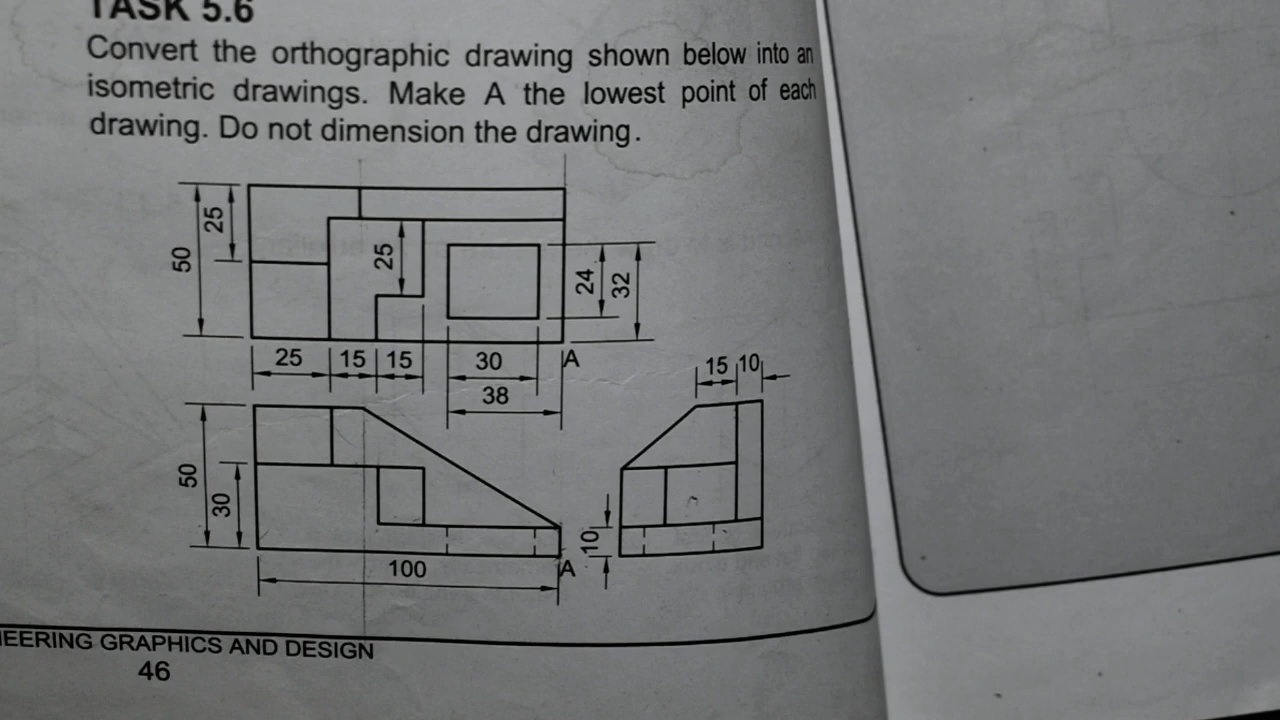 TASK 5.6
Convert the orthographic drawing shown below into an
isometric drawings. Make A the lowest point of each
drawing. Do not dimension the drawing.
50
25
25
24
32
25
15
15
30
A
38
15
10
50
30
10
100
A
EERING GRAPHICS AND DESIGN
46